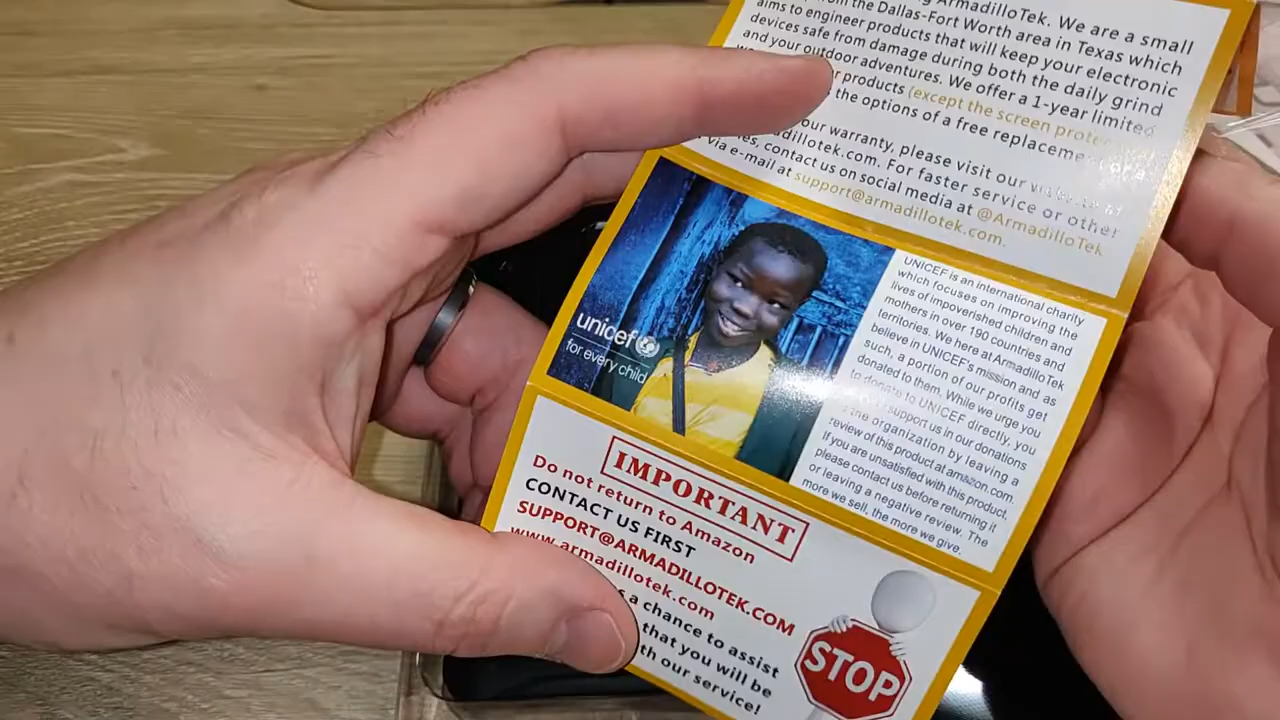 ArmadilloTek. We are a small
from the Dallas-Fort Worth area in Texas which
aims to engineer products that will keep your electronic
devices safe from damage during both the daily grind
and your outdoor adventures. We offer a 1-year limited
products (except the screen
the options of a free
our warranty, please visit our
For faster service or other
contact us on social media at @ArmadilloTek
via e-mail at support@armadillotek.com.
unicef
for every child
UNICEF is an international charity
which focuses on improving the
lives of impoverished children and
mothers in over 190 countries and
territories. We here at ArmadilloTek
believe in UNICEF's mission and as
such, a portion of our profits get
donated to them. While we urge you
to donate to UNICEF directly, you
support us in our donations
the organization by leaving a
review of this product at amazon.com.
If you are unsatisfied with this product,
please contact us before returning it
or leaving a negative review. The
more we sell, the more we give.
IMPORTANT
Do not return to Amazon
CONTACT US FIRST
SUPPORT@ARMADILLOTEK.COM
www.armadillotek.com
a chance to assist
that you will be
our service!
STOP